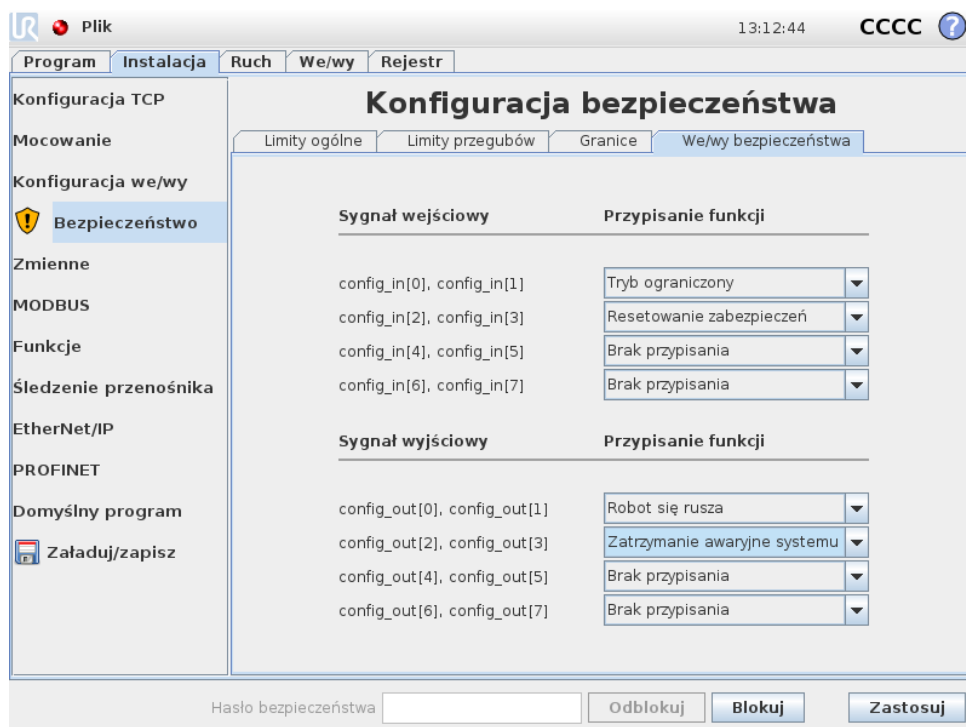 UR Plik 13:12:44 CCCC ?
Program Instalacja Ruch We/wy Rejestr
Konfiguracja TCP
Mocowanie
Konfiguracja we/wy
Bezpieczeństwo
Zmienne
MODBUS
Funkcje
Śledzenie przenośnika
EtherNet/IP
PROFINET
Domyślny program
Załaduj/zapisz
Konfiguracja bezpieczeństwa
Limity ogólne Limity przegubów Granice We/wy bezpieczeństwa
Sygnał wejściowy Przypisanie funkcji
config_in[0], config_in[1] Tryb ograniczony
config_in[2], config_in[3] Resetowanie zabezpieczeń
config_in[4], config_in[5] Brak przypisania
config_in[6], config_in[7] Brak przypisania
Sygnał wyjściowy Przypisanie funkcji
config_out[0], config_out[1] Robot się rusza
config_out[2], config_out[3] Zatrzymanie awaryjne systemu
config_out[4], config_out[5] Brak przypisania
config_out[6], config_out[7] Brak przypisania
Hasło bezpieczeństwa Odblokuj Blokuj Zastosuj